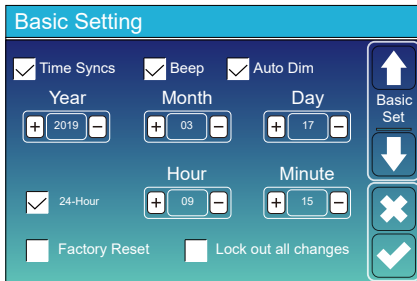 Basic Setting
Time Syncs Beep Auto Dim
Year Month Day
+ 2019 − + 03 − + 17 −
Basic
Set
Hour Minute
24-Hour + 09 − + 15 −
Factory Reset Lock out all changes